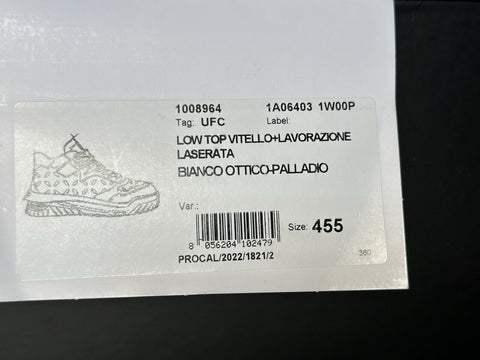 1008964 1A06403 1W00P
Tag: UFC Label:
LOW TOP VITELLO+LAVORAZIONE
LASERATA
BIANCO OTTICO-PALLADIO
Var.:
Size: 455
8 056204 102479
PROCAL/2022/1821/2
380